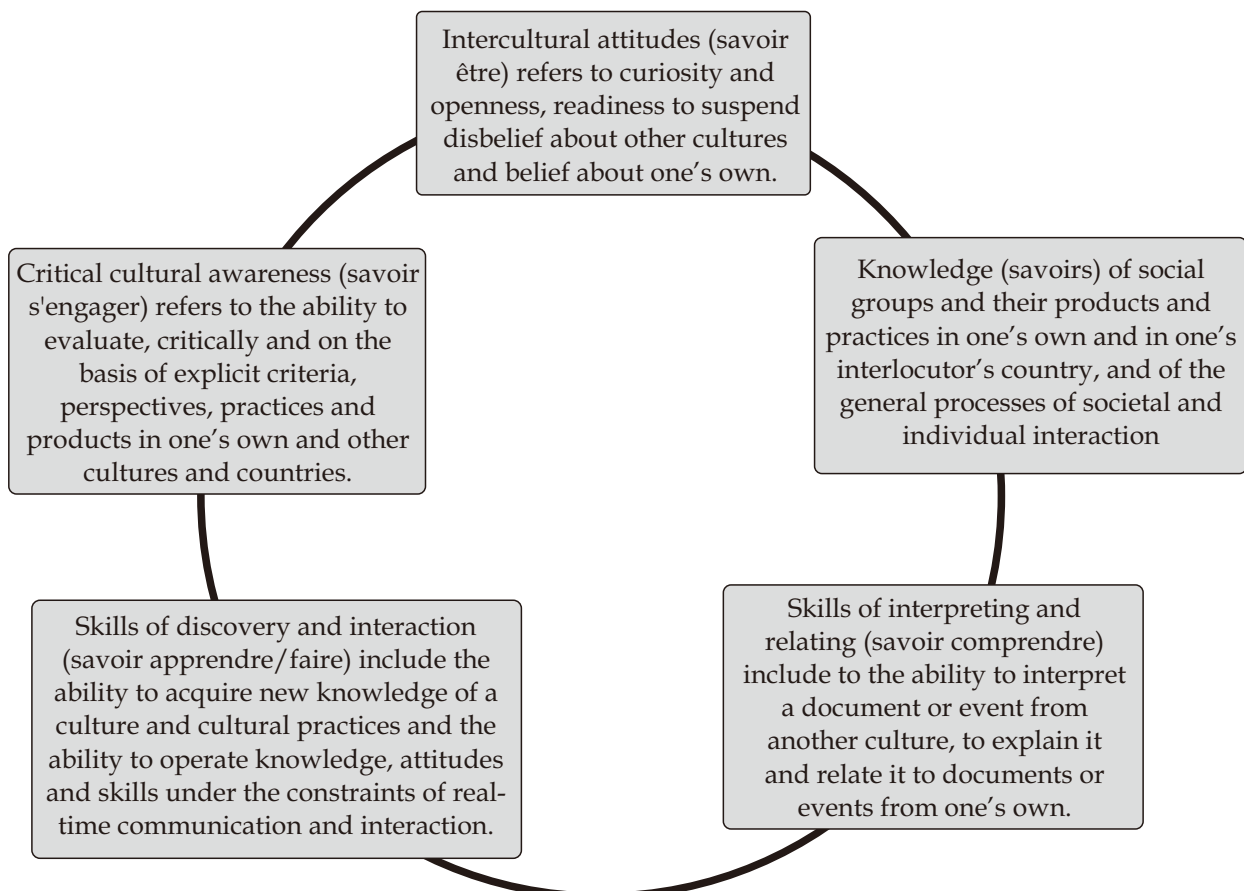 Intercultural attitudes (savoir
être) refers to curiosity and
openness, readiness to suspend
disbelief about other cultures
and belief about one’s own.
Knowledge (savoirs) of social
groups and their products and
practices in one’s own and in one’s
interlocutor’s country, and of the
general processes of societal and
individual interaction
Skills of interpreting and
relating (savoir comprendre)
include to the ability to interpret
a document or event from
another culture, to explain it
and relate it to documents or
events from one’s own.
Skills of discovery and interaction
(savoir apprendre/faire) include the
ability to acquire new knowledge of a
culture and cultural practices and the
ability to operate knowledge, attitudes
and skills under the constraints of real-
time communication and interaction.
Critical cultural awareness (savoir
s'engager) refers to the ability to
evaluate, critically and on the
basis of explicit criteria,
perspectives, practices and
products in one’s own and other
cultures and countries.